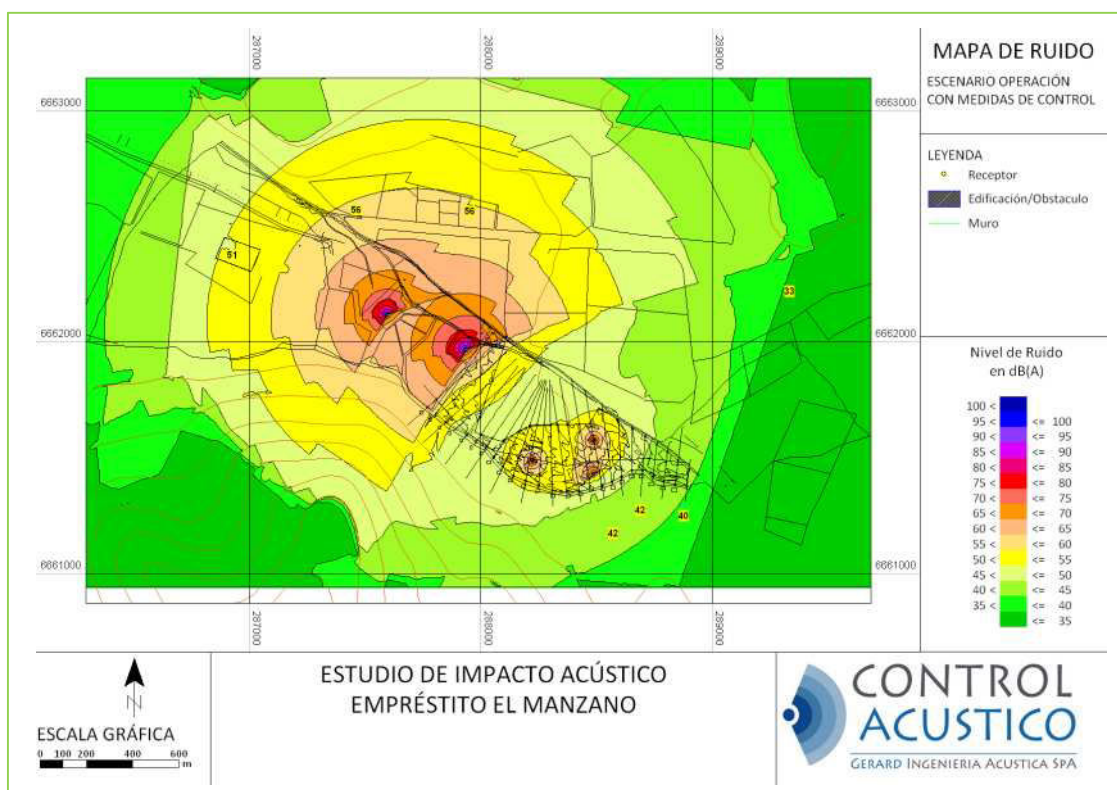 MAPA DE RUIDO
ESCENARIO OPERACIÓN
CON MEDIDAS DE CONTROL
LEYENDA
Receptor
Edificación/Obstaculo
Muro
Nivel de Ruido
en dB(A)
100 <
95 < <= 100
90 < <= 95
85 < <= 90
80 < <= 85
75 < <= 80
70 < <= 75
65 < <= 70
60 < <= 65
55 < <= 60
50 < <= 55
45 < <= 50
40 < <= 45
35 < <= 40
<= 35
287000
288000
289000
6663000
6663000
56
56
51
33
6662000
6662000
42
40
42
6661000
6661000
287000
288000
289000
N
ESCALA GRÁFICA
0 100 200 400 600
m
ESTUDIO DE IMPACTO ACÚSTICO
EMPRÉSTITO EL MANZANO
CONTROL
ACUSTICO
GERARD INGENIERIA ACUSTICA SPA